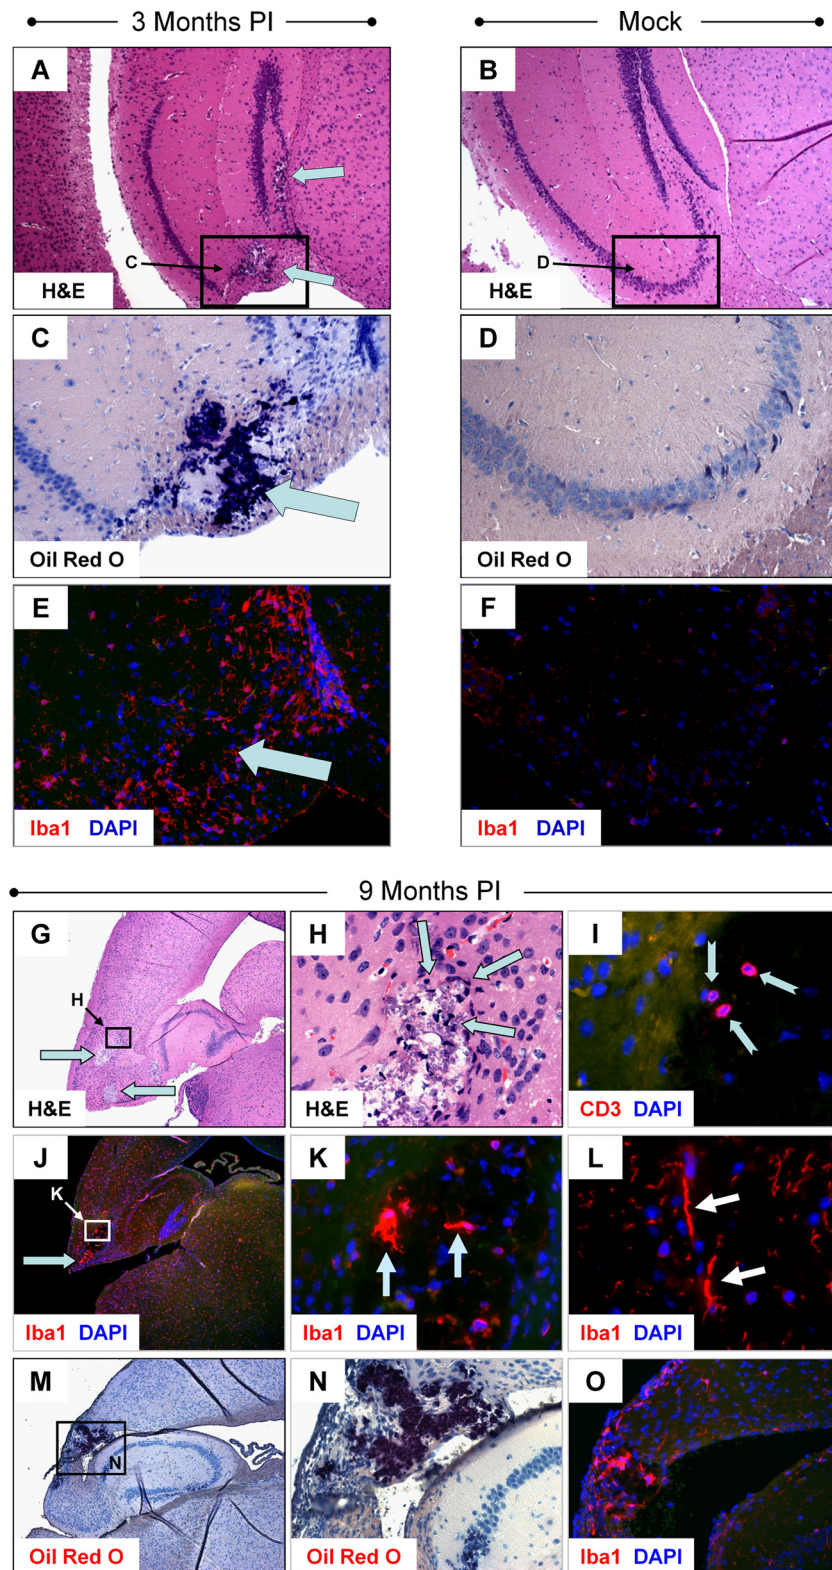 3 Months PI
Mock
A
C
H&E
B
D
H&E
C
Oil Red O
D
Oil Red O
E
Iba1 DAPI
F
Iba1 DAPI
9 Months PI
G
H
H&E
H
H&E
I
CD3 DAPI
J
K
Iba1 DAPI
K
Iba1 DAPI
L
Iba1 DAPI
M
N
Oil Red O
N
Oil Red O
O
Iba1 DAPI